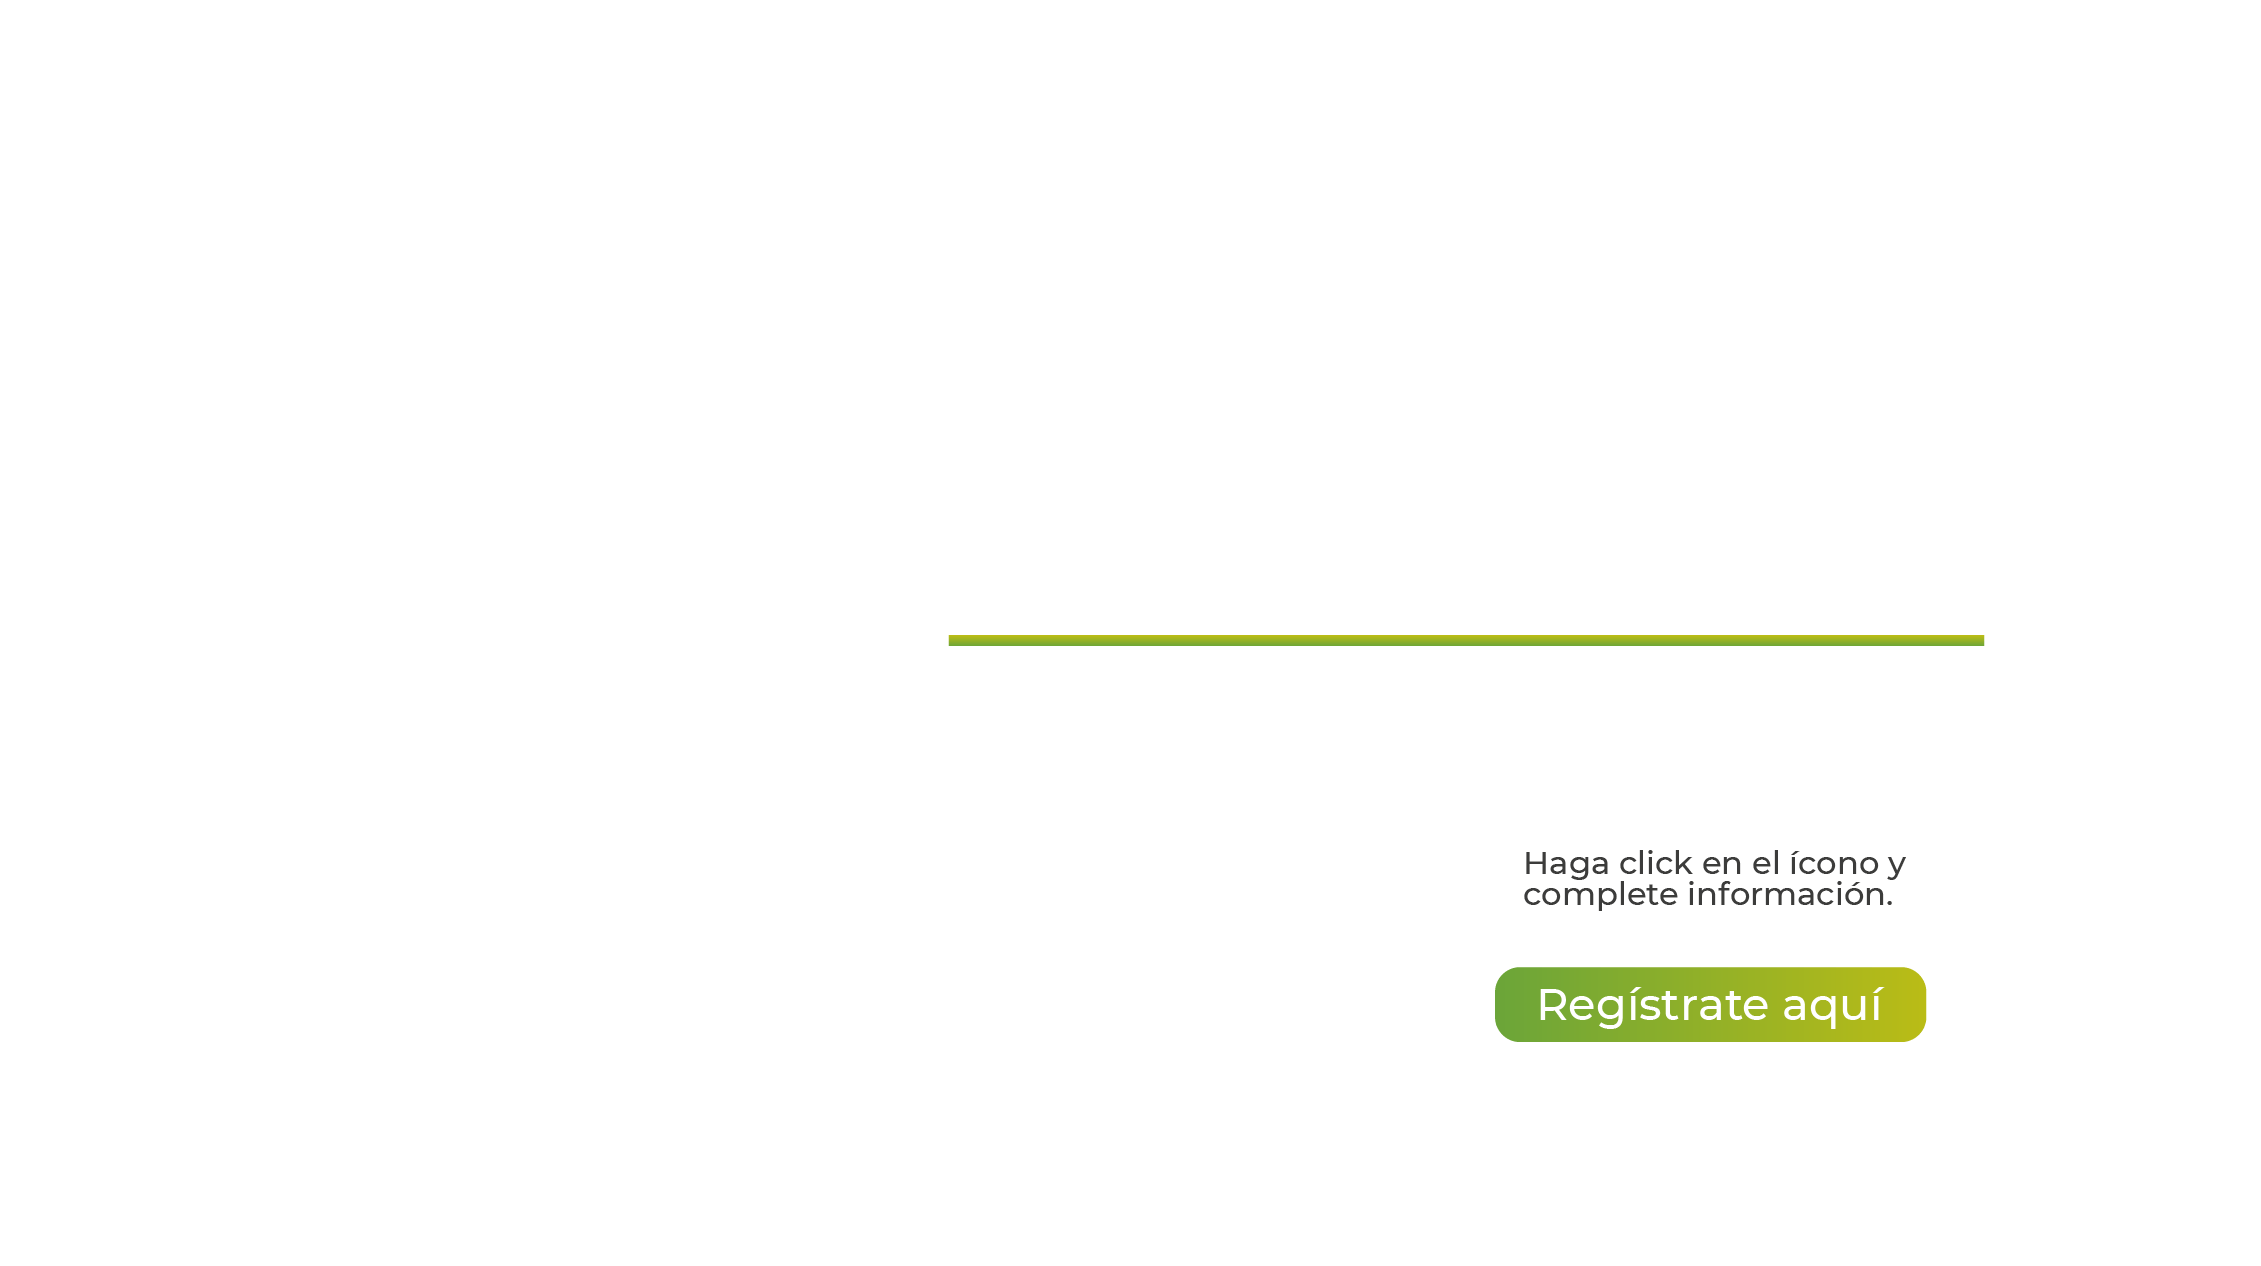 Haga click en el ícono y
complete información.
Regístrate aquí